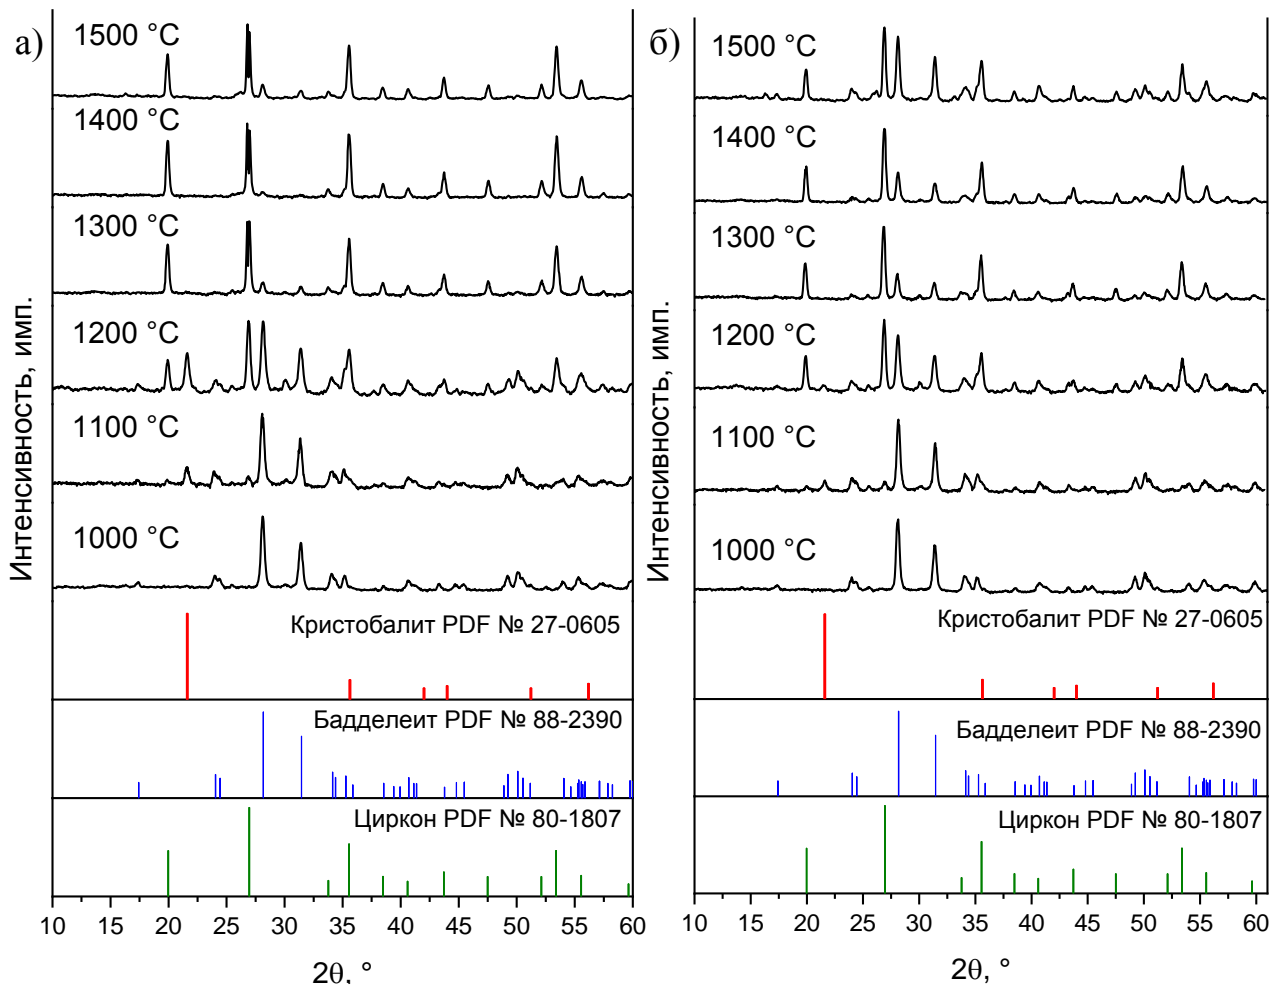 а)
1500 °C
1400 °C
1300 °C
1200 °C
1100 °C
1000 °C
Кристобалит PDF № 27-0605
Бадделеит PDF № 88-2390
Циркон PDF № 80-1807
10 15 20 25 30 35 40 45 50 55 60
2θ, °
Интенсивность, имп.
б)
1500 °C
1400 °C
1300 °C
1200 °C
1100 °C
1000 °C
Кристобалит PDF № 27-0605
Бадделеит PDF № 88-2390
Циркон PDF № 80-1807
10 15 20 25 30 35 40 45 50 55 60
2θ, °
Интенсивность, имп.